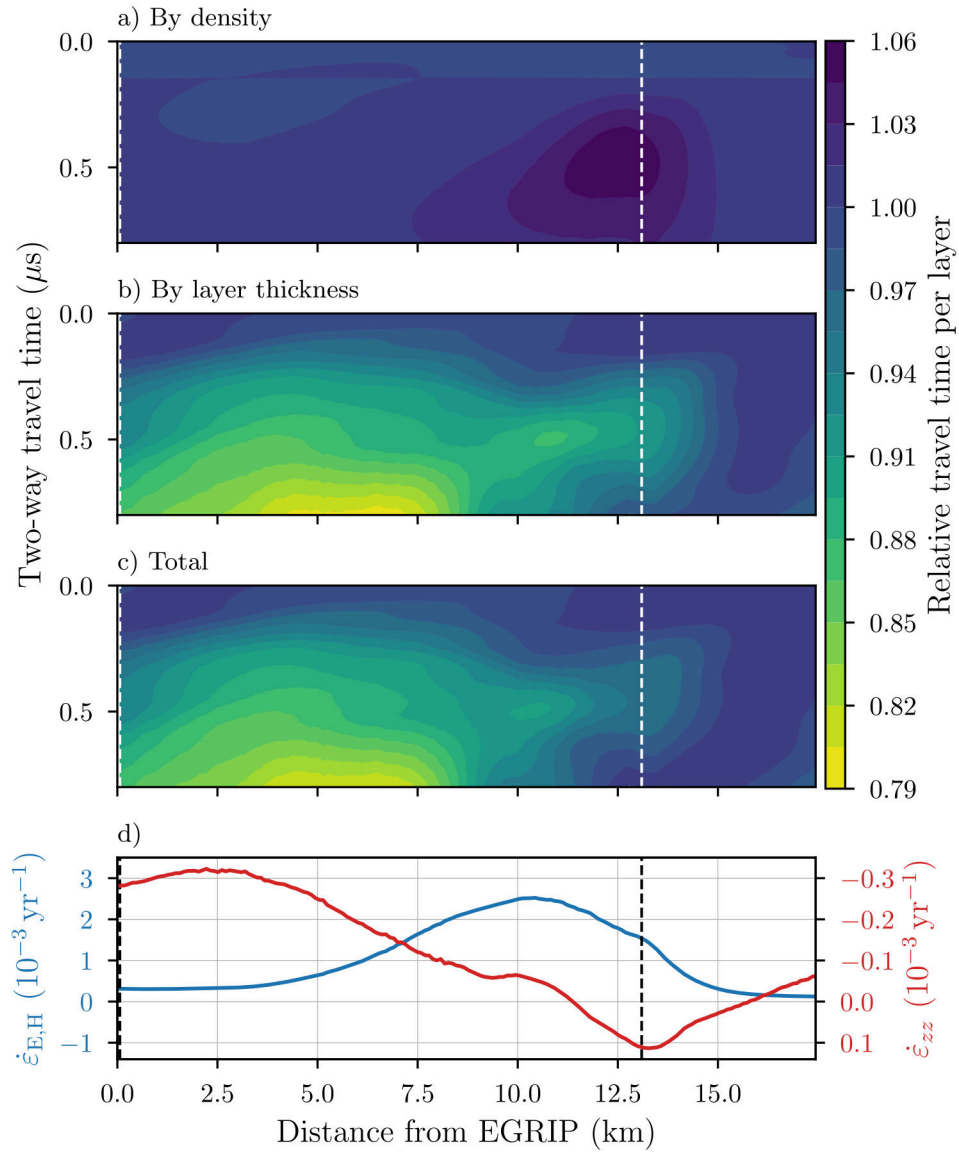 a) By density
0.0
0.5
b) By layer thickness
0.0
0.5
c) Total
0.0
0.5
Two-way travel time (μs)
1.06
1.03
1.00
0.97
0.94
0.91
0.88
0.85
0.82
0.79
Relative travel time per layer
d)
3
2
1
0
−1
ε̇E,H (10−3 yr−1)
−0.3
−0.2
−0.1
0.0
0.1
ε̇zz (10−3 yr−1)
0.0 2.5 5.0 7.5 10.0 12.5 15.0
Distance from EGRIP (km)